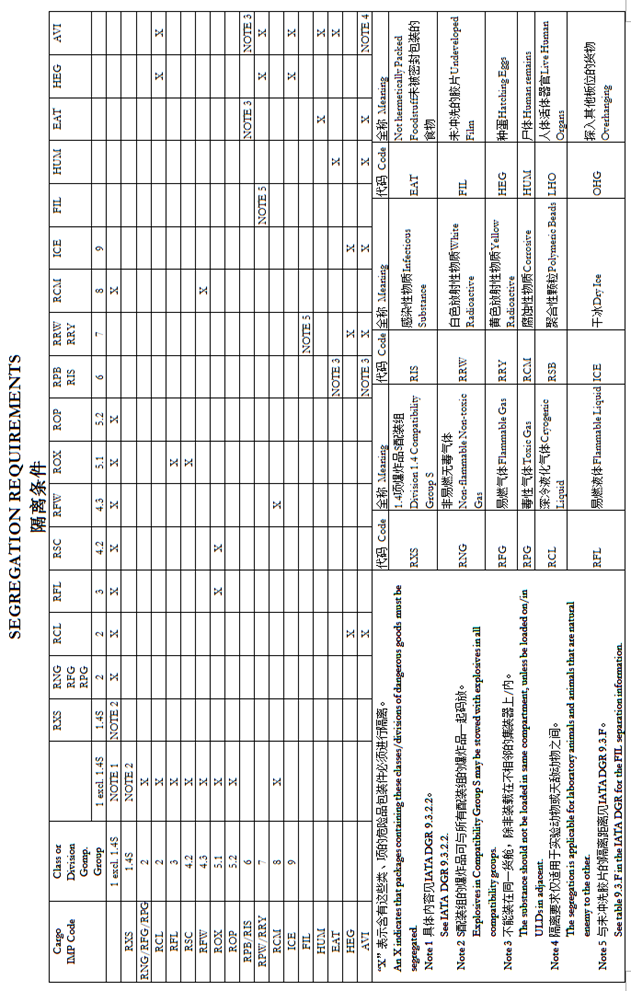 SEGREGATION REQUIREMENTS
隔离条件
Cargo IMP Code Class or Division Gomp. Group 1 excl. 1.4S RXS 1.4S RNG RFG RPG 2 RCL 2 RFL 3 RSC 4.2 RFW 4.3 ROX 5.1 ROP 5.2 RPB RIS 6 RRW RRY 7 RCM 8 ICE 9 FIL HUM EAT HEG AVI
1 excl.1.4S NOTE 1 NOTE 2 X X X X X X X X
RXS 1.4S NOTE 2
RNG/RFG/RPG 2 X
RCL 2 X X X
RFL 3 X X
RSC 4.2 X X
RFW 4.3 X X
ROX 5.1 X X X
ROP 5.2 X
RPB/RIS 6 NOTE 3 NOTE 3
RPW/RRY 7 NOTE 5 X X
RCM 8 X X
ICE 9 X X
FIL NOTE 5
HUM X X
EAT NOTE 3 X X
HEG X X X
AVI X NOTE 3 X X X X NOTE 4
“X” 表示含有这些类、项的危险品包装件必须进行隔离。
An X indicates that packages containing these classes/divisions of dangerous goods must be segregated.
Note 1 具体内容见IATA DGR 9.3.2.2。
See IATA DGR 9.3.2.2.
Note 2 S配装组的爆炸品可与所有配装组的爆炸品一起码放。
Explosives in Compatibility Group S may be stowed with explosives in all
compatibility groups.
Note 3 不能装载在同一货舱，除非装载在不相邻的集装器上/内。
The substance should not be loaded in same compartment, unless be loaded on/in
ULDs in adjacent.
Note 4 隔离要求仅适用于实验动物或天敌动物之间。
The segregation is applicable for laboratory animals and animals that are natural
enemy to the other.
Note 5 与未冲洗胶片的隔离距离见IATA DGR 9.3.F。
See table 9.3.F in the IATA DGR for the FIL separation information.
代码 Code 全称 Meaning 代码 Code 全称 Meaning 代码 Code 全称 Meaning
RXS 1.4项爆炸品S配装组 Division 1.4 Compatibility Group S RIS 感染性物质Infectious Substance EAT Not hermetically Packed Foodstuff未被密封包装的食物
RNG 非易燃无毒气体 Non-flammable Non-toxic Gas RRW 白色放射性物质White Radioactive FIL 未冲洗的胶片Undeveloped Film
RFG 易燃气体Flammable Gas RRY 黄色放射性物质Yellow Radioactive HEG 种蛋Hatching Eggs
RPG 毒性气体Toxic Gas RCM 腐蚀性物质Corrosive HUM 尸体Human remains
RCL 深冷液化气体Cryogenic Liquid RSB 聚合性颗粒Polymeric Beads LHO 人体活体器官Live Human Organs
RFL 易燃液体Flammable Liquid ICE 干冰Dry Ice OHG 探入其他板位的货物 Overhanging